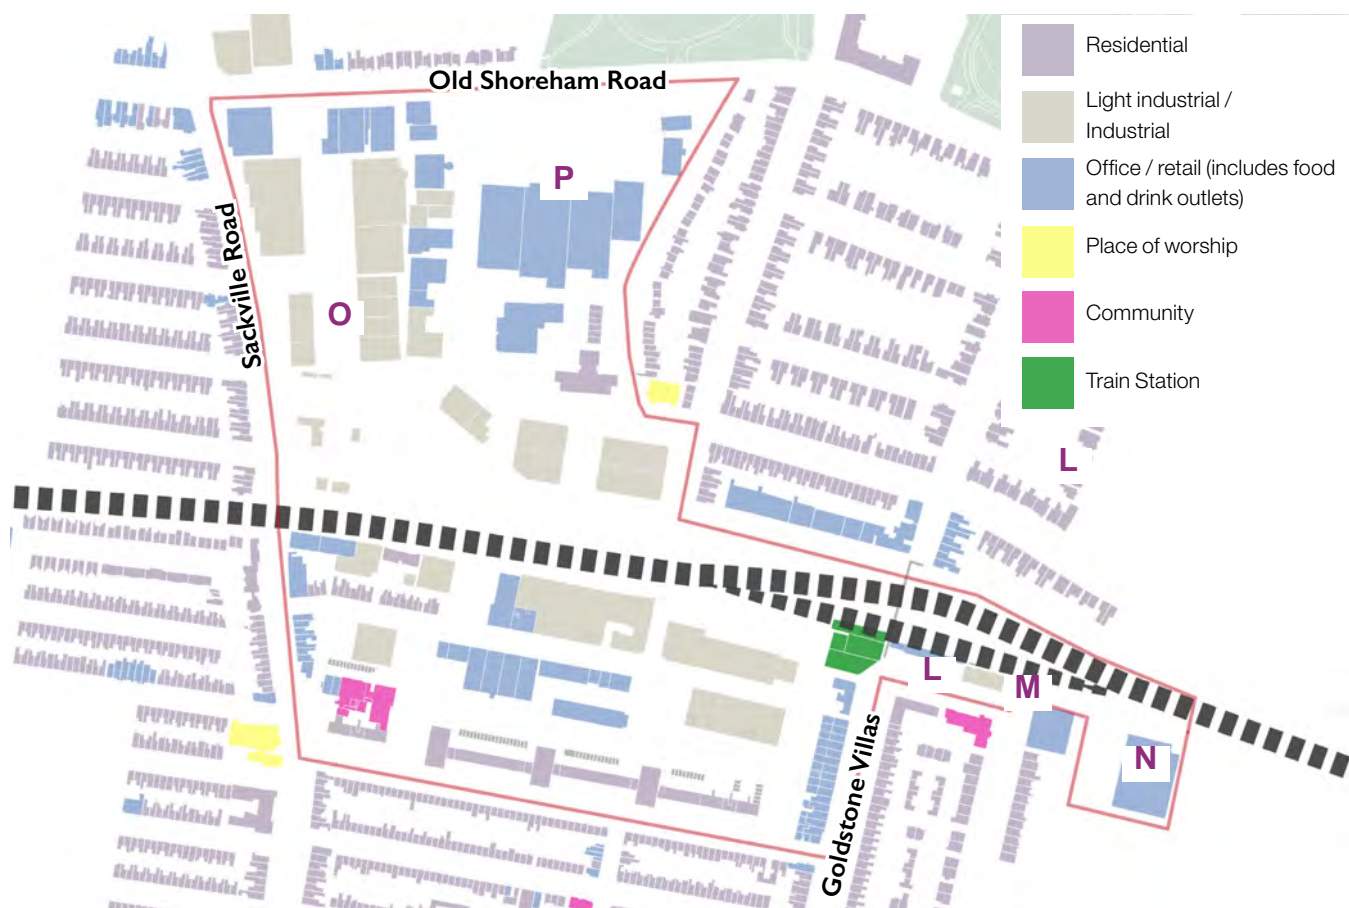 Old Shoreham Road
Residential
Light industrial /
Industrial
Office / retail (includes food
and drink outlets)
Place of worship
Community
Train Station
P
Sackville Road
O
L
L
M
N
Goldstone Villas